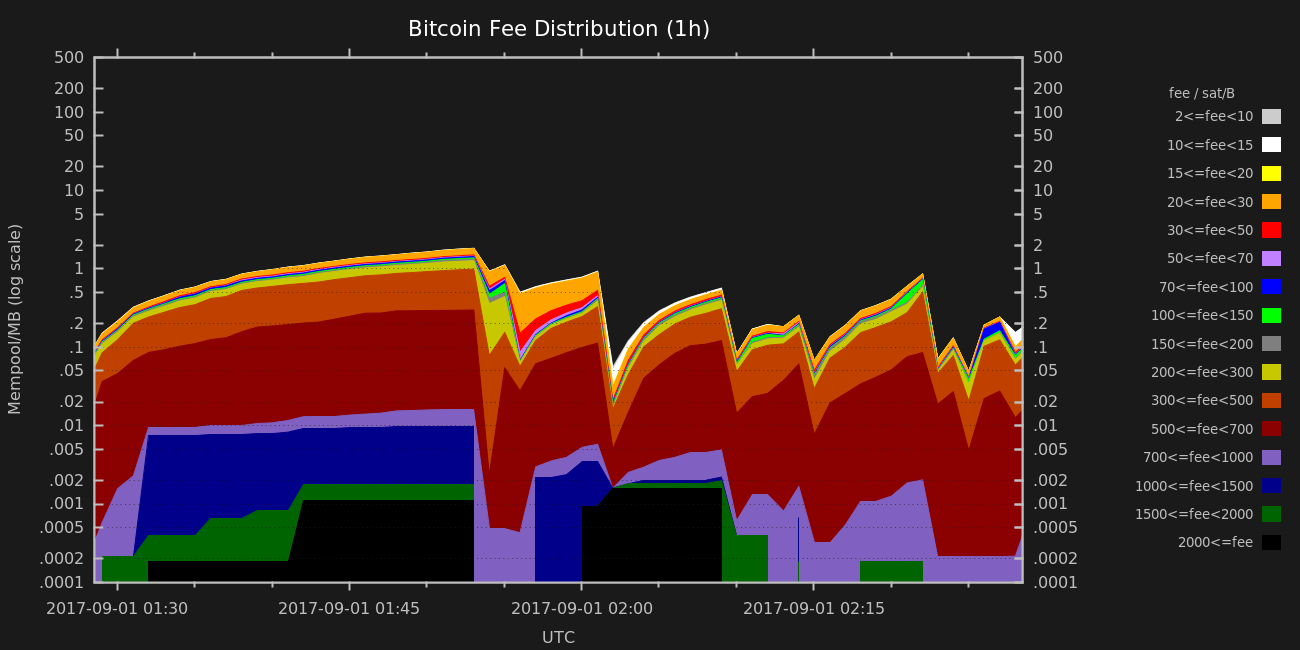 Bitcoin Fee Distribution (1h)
500 500
200 200
100 100
50 50
20 20
10 10
5 5
2 2
1 1
.5 .5
.2 .2
.1 .1
.05 .05
.02 .02
.01 .01
.005 .005
.002 .002
.001 .001
.0005 .0005
.0002 .0002
.0001 .0001
Mempool/MB (log scale)
2017-09-01 01:30 2017-09-01 01:45 2017-09-01 02:00 2017-09-01 02:15
UTC
fee / sat/B
2<=fee<10
10<=fee<15
15<=fee<20
20<=fee<30
30<=fee<50
50<=fee<70
70<=fee<100
100<=fee<150
150<=fee<200
200<=fee<300
300<=fee<500
500<=fee<700
700<=fee<1000
1000<=fee<1500
1500<=fee<2000
2000<=fee